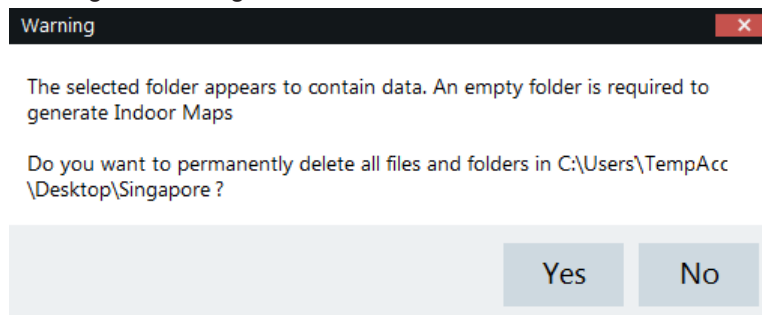 Warning
The selected folder appears to contain data. An empty folder is required to
generate Indoor Maps
Do you want to permanently delete all files and folders in C:\Users\TempAcc
\Desktop\Singapore ?
Yes No